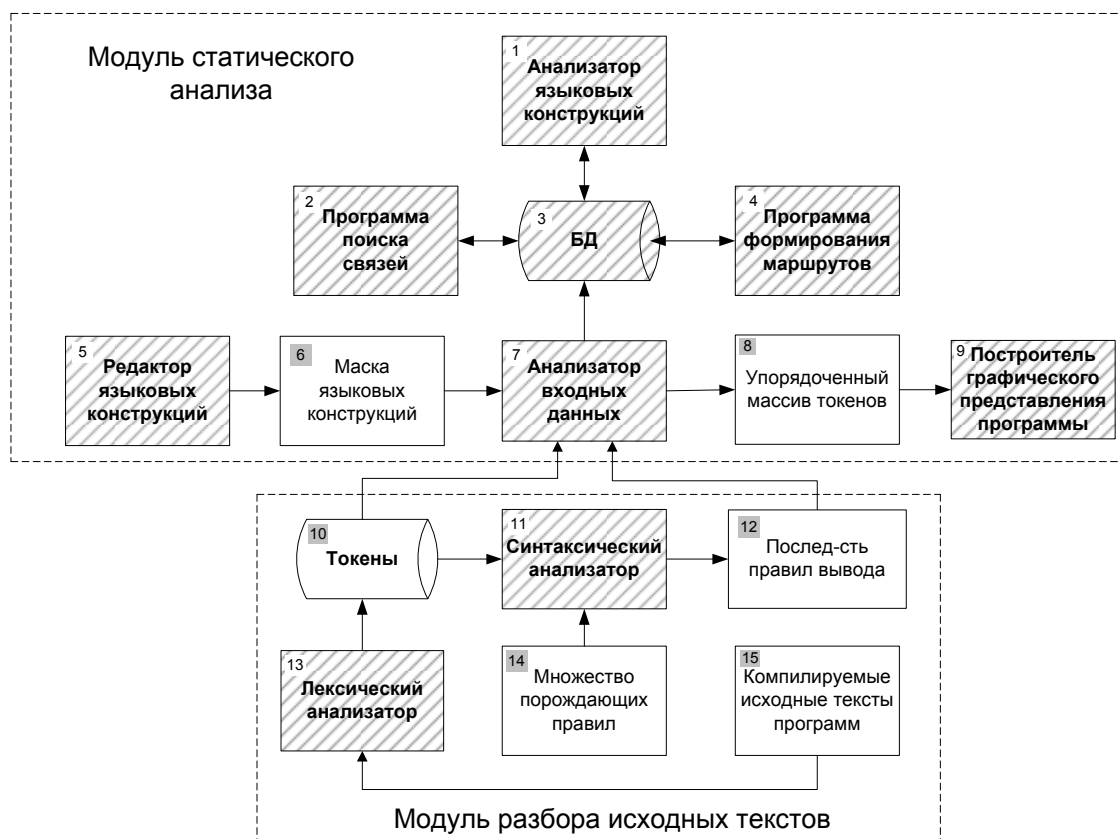 Модуль статического
анализа
1
Анализатор
языковых
конструкций
2
Программа
поиска
связей
3
БД
4
Программа
формирования
маршрутов
5
Редактор
языковых
конструкций
6
Маска
языковых
конструкций
7
Анализатор
входных
данных
8
Упорядоченный
массив токенов
9
Построитель
графического
представления
программы
10
Токены
11
Синтаксический
анализатор
12
Послед-сть
правил вывода
13
Лексический
анализатор
14
Множество
порождающих
правил
15
Компилируемые
исходные тексты
программ
Модуль разбора исходных текстов